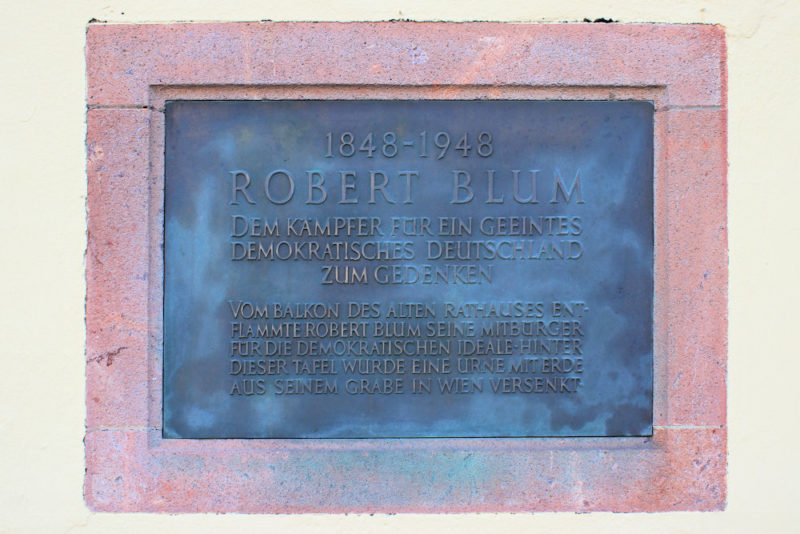 1848-1948
ROBERT BLUM
DEM KÄMPFER FÜR EIN GEEINTES
DEMOKRATISCHES DEUTSCHLAND
ZUM GEDENKEN
VOM BALKON DES ALTEN RATHAUSES ENT-
FLAMMTE ROBERT BLUM SEINE MITBÜRGER
FÜR DIE DEMOKRATISCHEN IDEALE·HINTER
DIESER TAFEL WURDE EINE URNE MIT ERDE
AUS SEINEM GRABE IN WIEN VERSENKT·